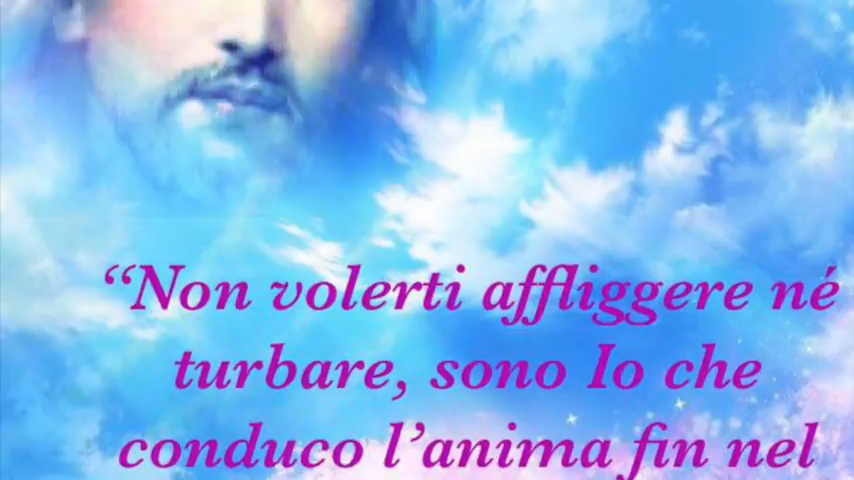 “Non volerti affliggere né
turbare, sono Io che
conduco l’anima fin nel